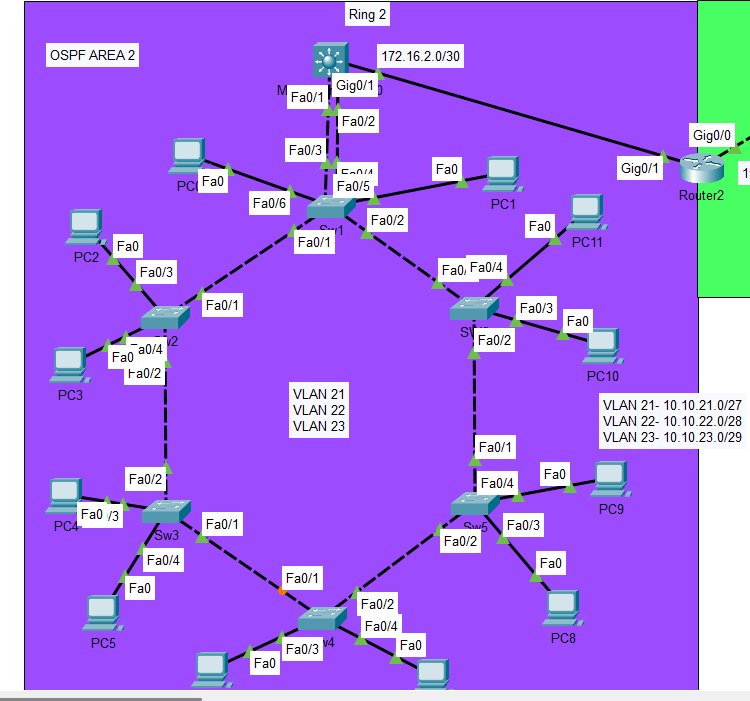 Ring 2
OSPF AREA 2
172.16.2.0/30
Gig0/1
Fa0/1
Fa0/2
Gig0/0
Fa0/3
Gig0/1
Router2
Fa0/4
Fa0
Fa0/5
Fa0
PC1
Fa0/6
Fa0/2
Fa0
PC11
Sw1
Fa0/1
Fa0
PC2
Fa0/3
Fa0/4
Fa0/1
Fa0/3
Fa0
Fa0/2
PC10
Fa0
Fa0/2
PC3
VLAN 21
VLAN 22
VLAN 23
VLAN 21- 10.10.21.0/27
VLAN 22- 10.10.22.0/28
VLAN 23- 10.10.23.0/29
Fa0/1
Fa0/2
Fa0/4
Fa0
PC9
PC4
Fa0
/3
Sw3
Fa0/1
Sw5
Fa0/3
Fa0/2
Fa0/4
Fa0
Fa0
Fa0/1
Fa0/2
Fa0/4
PC5
PC8
Fa0/3
Fa0
Fa0